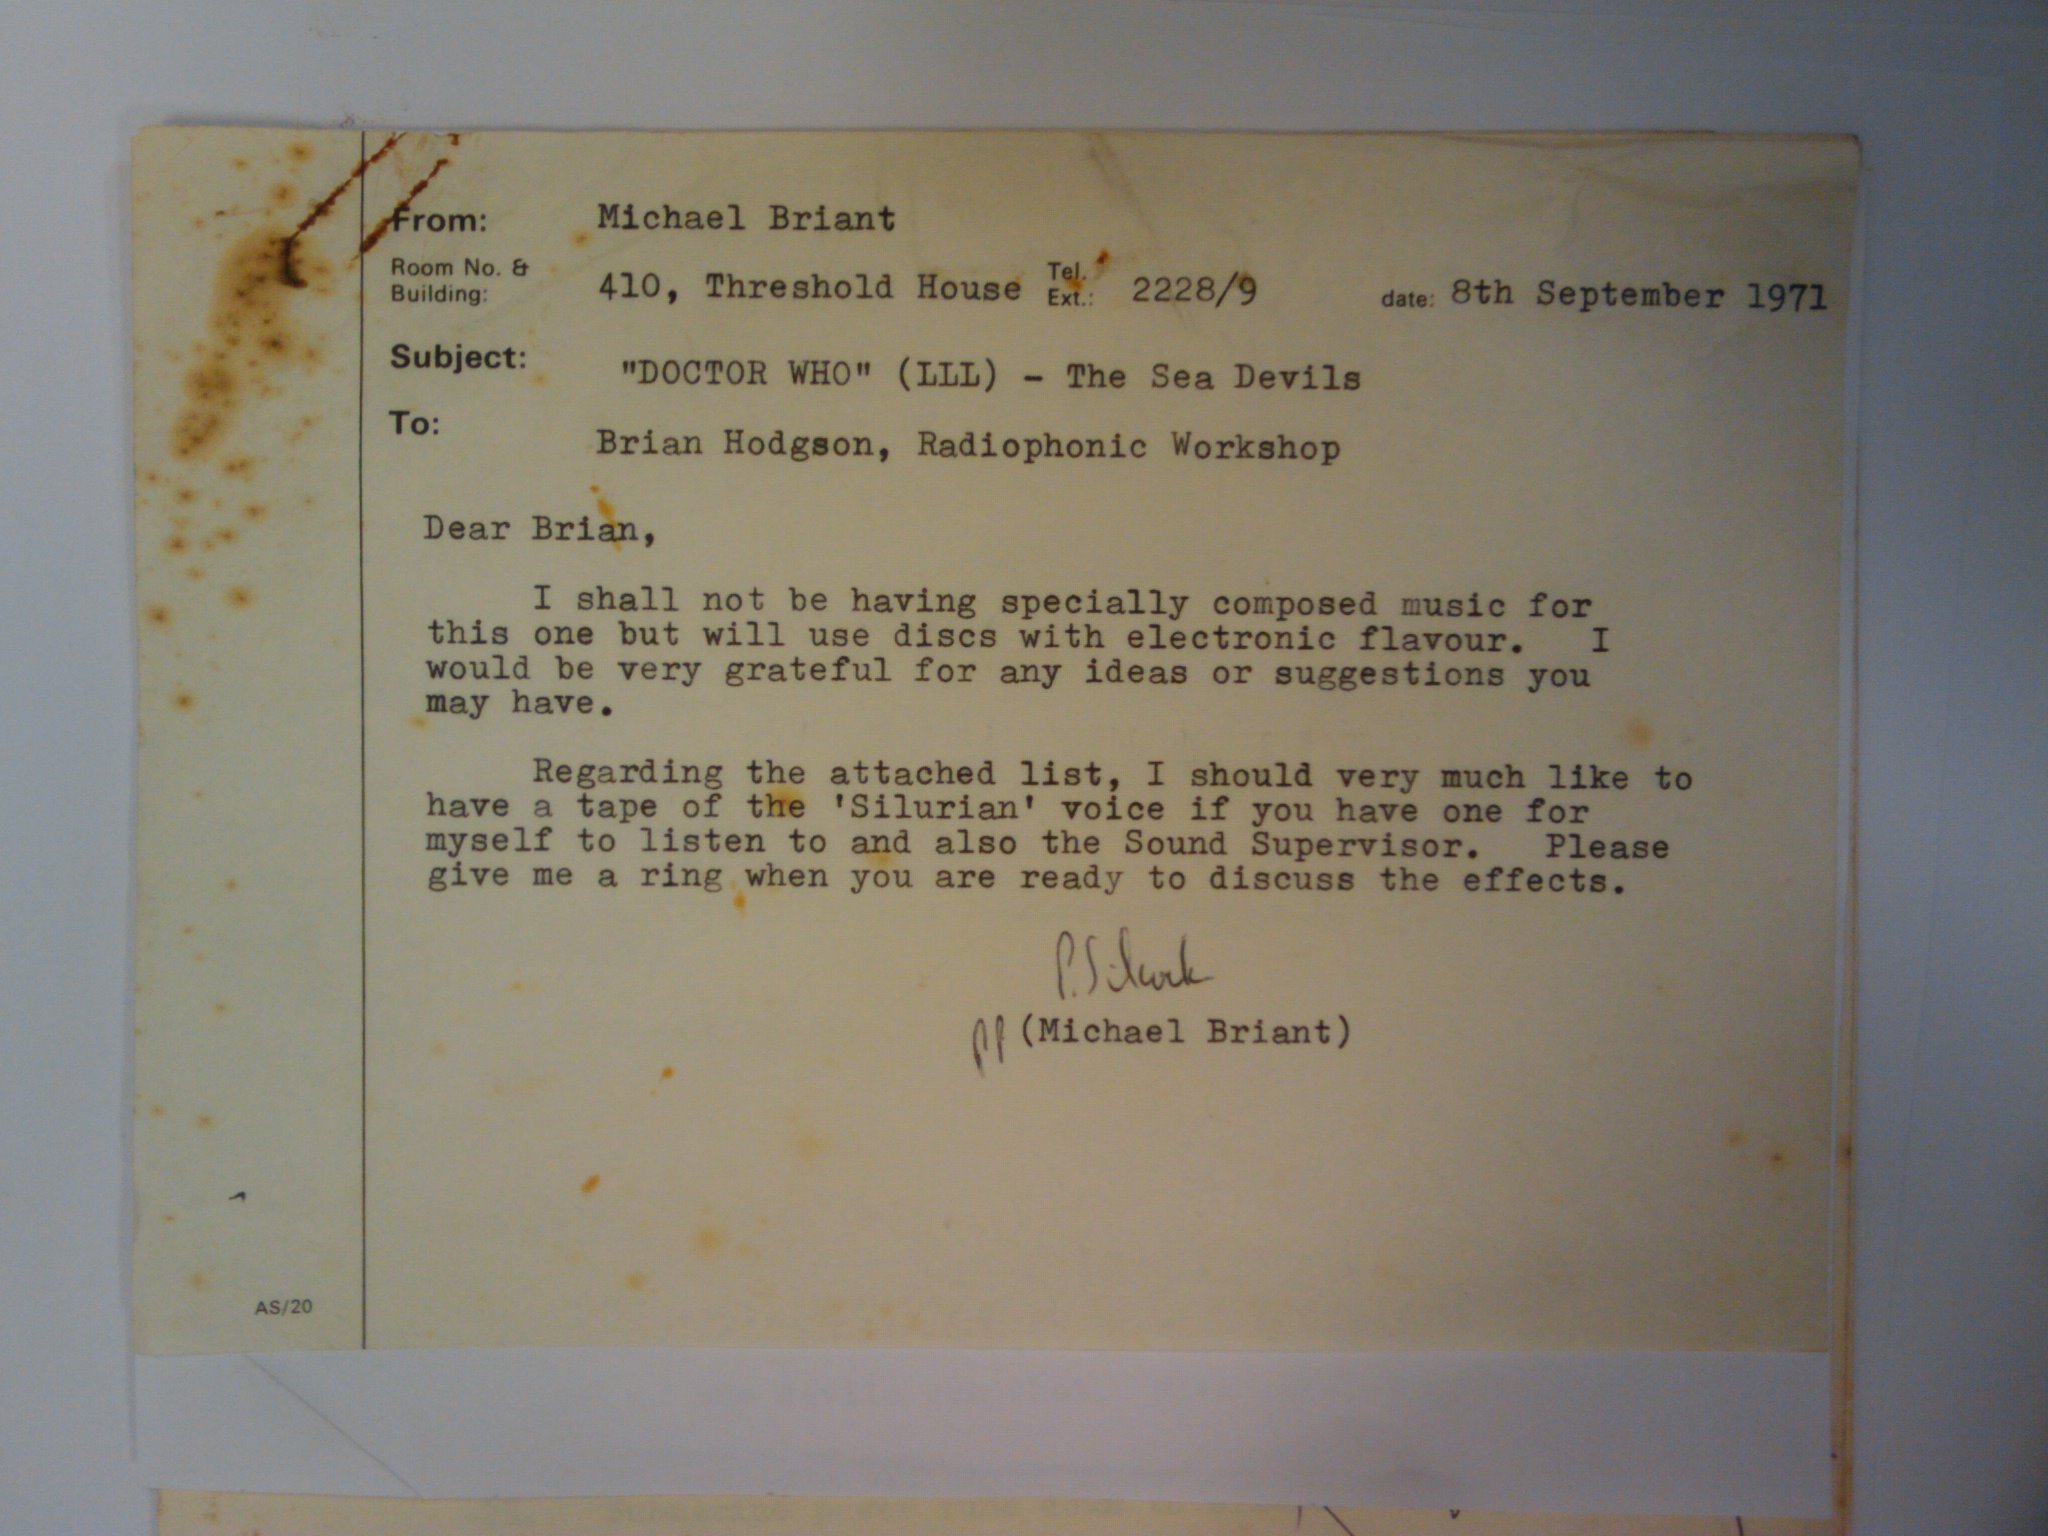 From: Michael Briant
Room No. & Building: 410, Threshold House Tel. Ext.: 2228/9 date: 8th September 1971
Subject: "DOCTOR WHO" (LLL) - The Sea Devils
To: Brian Hodgson, Radiophonic Workshop
Dear Brian,
I shall not be having specially composed music for
this one but will use discs with electronic flavour. I
would be very grateful for any ideas or suggestions you
may have.
Regarding the attached list, I should very much like to
have a tape of the 'Silurian' voice if you have one for
myself to listen to and also the Sound Supervisor. Please
give me a ring when you are ready to discuss the effects.
P. Silcock
pp (Michael Briant)
AS/20